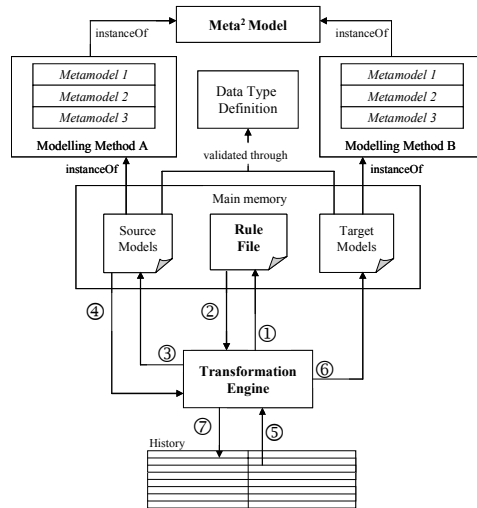 instanceOf
Meta² Model
instanceOf
Metamodel 1
Metamodel 2
Metamodel 3
Modelling Method A
Data Type
Definition
Metamodel 1
Metamodel 2
Metamodel 3
Modelling Method B
instanceOf
validated through
instanceOf
Main memory
Source
Models
Rule
File
Target
Models
④
②
①
③
⑥
Transformation
Engine
⑦
⑤
History